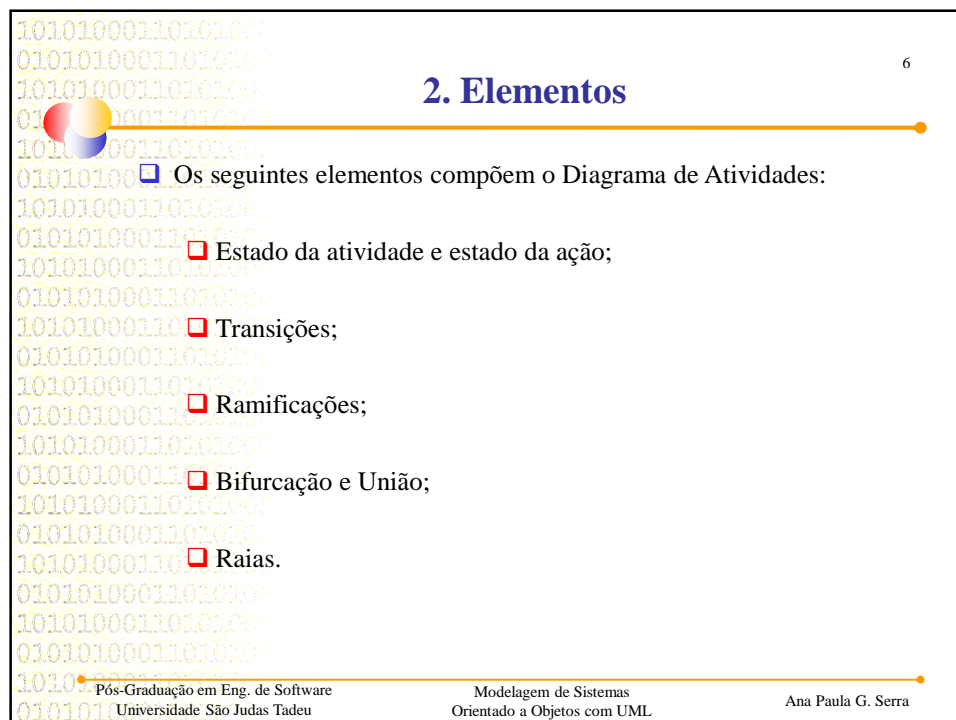 6
2. Elementos
Os seguintes elementos compõem o Diagrama de Atividades:
Estado da atividade e estado da ação;
Transições;
Ramificações;
Bifurcação e União;
Raias.
Pós-Graduação em Eng. de Software
Universidade São Judas Tadeu
Modelagem de Sistemas
Orientado a Objetos com UML
Ana Paula G. Serra